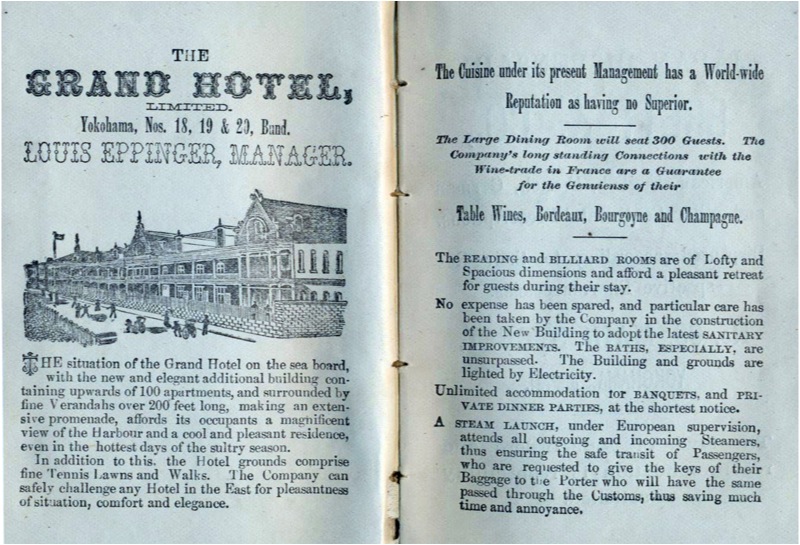 THE
GRAND HOTEL,
LIMITED.
Yokohama, Nos. 18, 19 & 20, Bund.
LOUIS EPPINGER, MANAGER.
THE situation of the Grand Hotel on the sea board,
with the new and elegant additional building con-
taining upwards of 100 apartments, and surrounded by
fine Verandahs over 200 feet long, making an exten-
sive promenade, affords its occupants a magnificent
view of the Harbour and a cool and pleasant residence,
even in the hottest days of the sultry season.
In addition to this, the Hotel grounds comprise
fine Tennis Lawns and Walks. The Company can
safely challenge any Hotel in the East for pleasantness
of situation, comfort and elegance.
The Cuisine under its present Management has a World-wide
Reputation as having no Superior.
The Large Dining Room will seat 300 Guests. The
Company's long standing Connections with the
Wine-trade in France are a Guarantee
for the Genuienss of their
Table Wines, Bordeaux, Bourgoyne and Champagne.
The READING and BILLIARD ROOMS are of Lofty and
Spacious dimensions and afford a pleasant retreat
for guests during their stay.
No expense has been spared, and particular care has
been taken by the Company in the construction
of the New Building to adopt the latest SANITARY
IMPROVEMENTS. The BATHS, ESPECIALLY, are
unsurpassed. The Building and grounds are
lighted by Electricity.
Unlimited accommodation for BANQUETS, and PRI-
VATE DINNER PARTIES, at the shortest notice.
A STEAM LAUNCH, under European supervision,
attends all outgoing and incoming Steamers,
thus ensuring the safe transit of Passengers,
who are requested to give the keys of their
Baggage to the Porter who will have the same
passed through the Customs, thus saving much
time and annoyance.